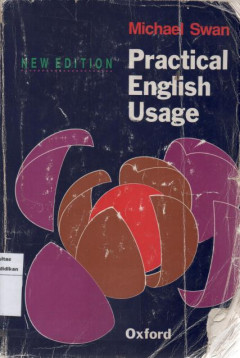 Michael Swan
NEW EDITION
Practical
English
Usage
Oxford